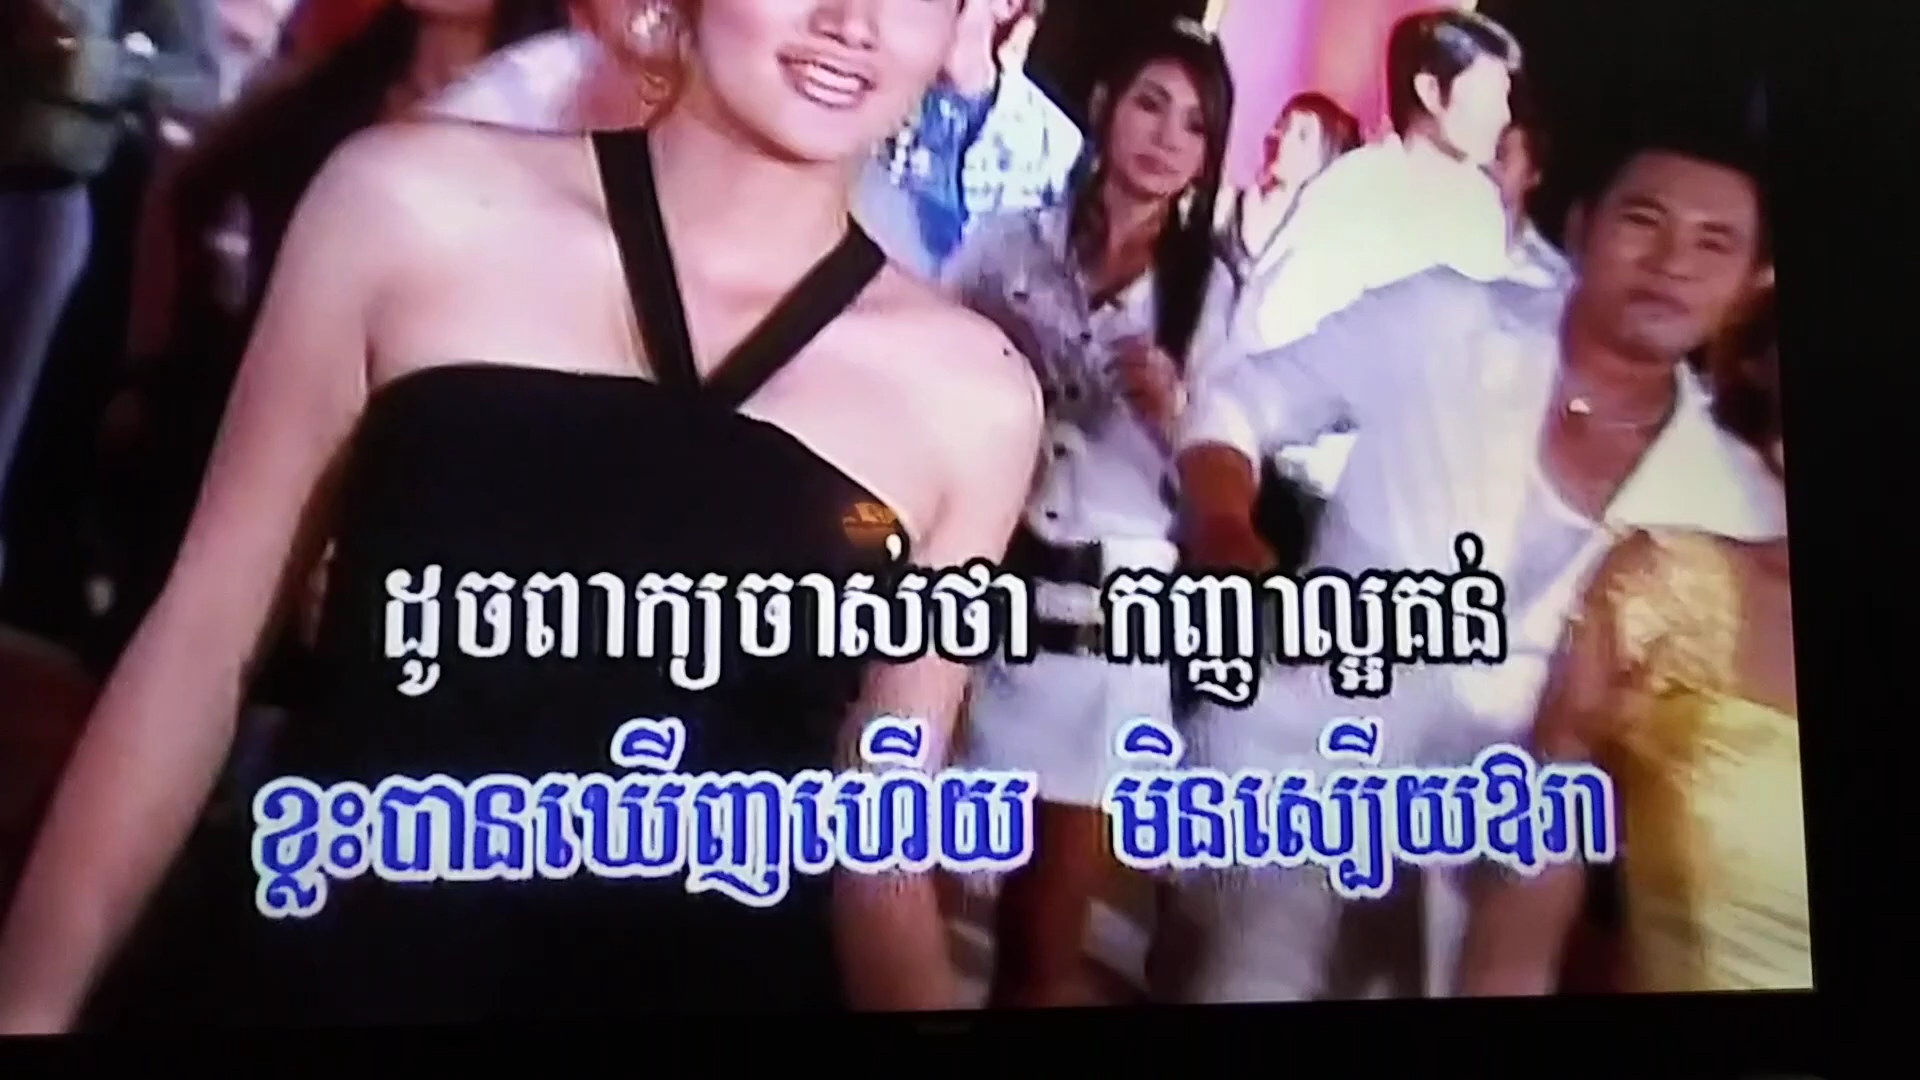 ដូចពាក្យចាស់ថា កញ្ញាល្អគន់
ខ្លះបានឃើញហើយ មិនស្បើយឱរា